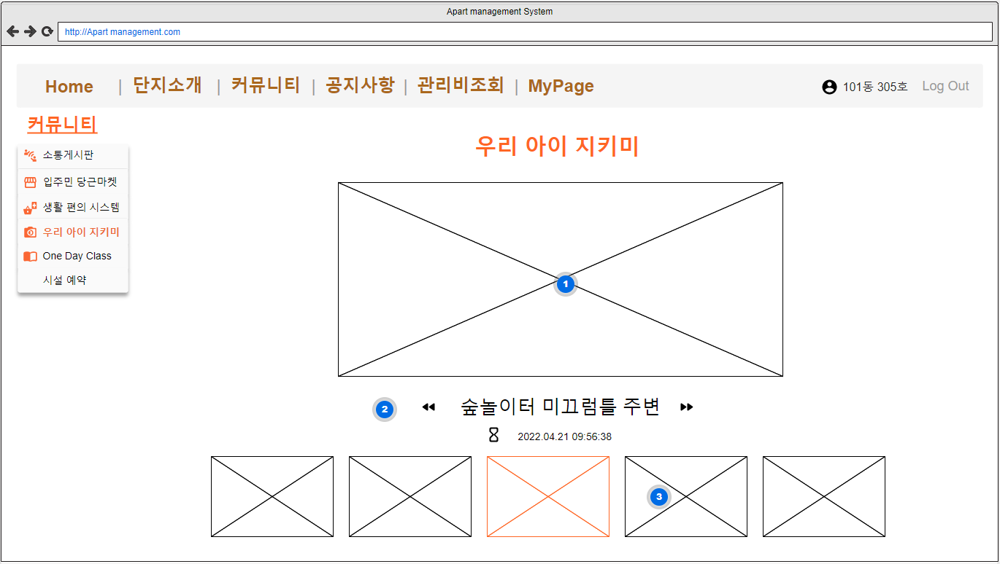 Apart management System
http://Apart management.com
Home | 단지소개 | 커뮤니티 | 공지사항 | 관리비조회 | MyPage
101동 305호 Log Out
커뮤니티
소통게시판
입주민 당근마켓
생활 편의 시스템
우리 아이 지키미
One Day Class
시설 예약
우리 아이 지키미
1
2
숲놀이터 미끄럼틀 주변
2022.04.21 09:56:38
3